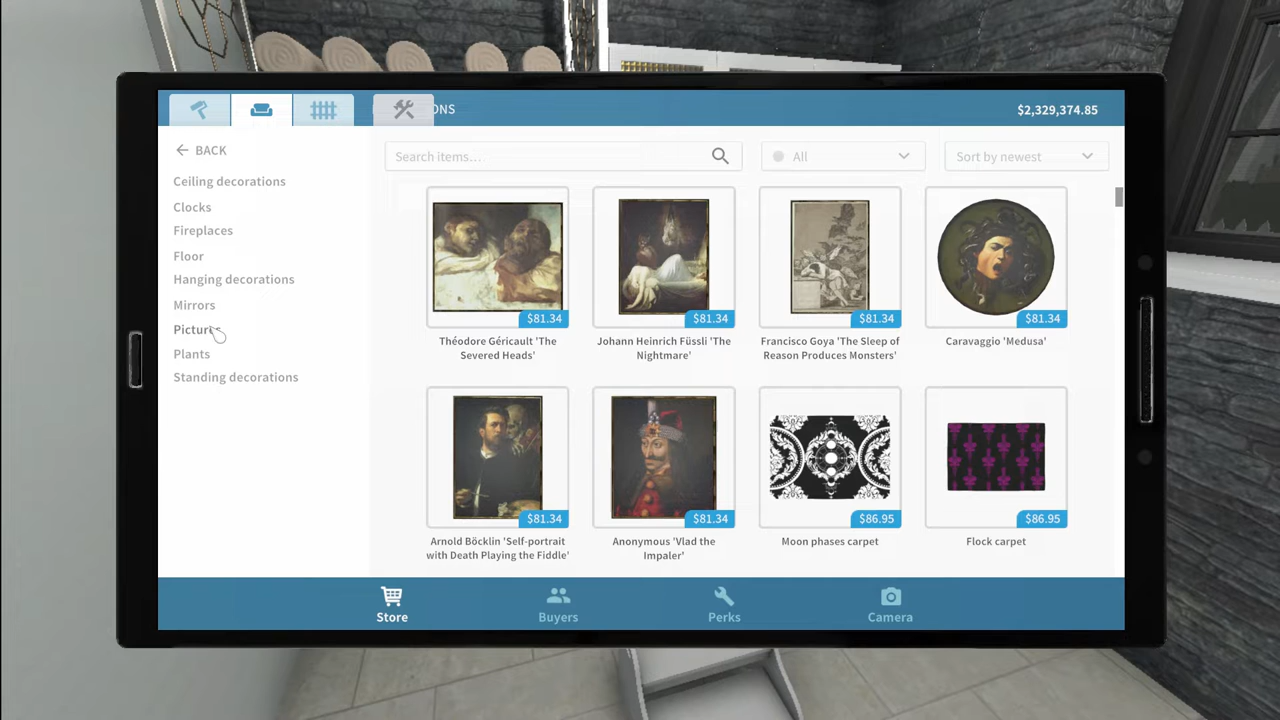 ONS
$2,329,374.85
BACK
Search items...
All
Sort by newest
Ceiling decorations
Clocks
Fireplaces
Floor
Hanging decorations
Mirrors
Pictures
Plants
Standing decorations
$81.34
$81.34
$81.34
$81.34
Théodore Géricault 'The
Severed Heads'
Johann Heinrich Füssli 'The
Nightmare'
Francisco Goya 'The Sleep of
Reason Produces Monsters'
Caravaggio 'Medusa'
$81.34
$81.34
$86.95
$86.95
Arnold Böcklin 'Self-portrait
with Death Playing the Fiddle'
Anonymous 'Vlad the
Impaler'
Moon phases carpet
Flock carpet
Store
Buyers
Perks
Camera